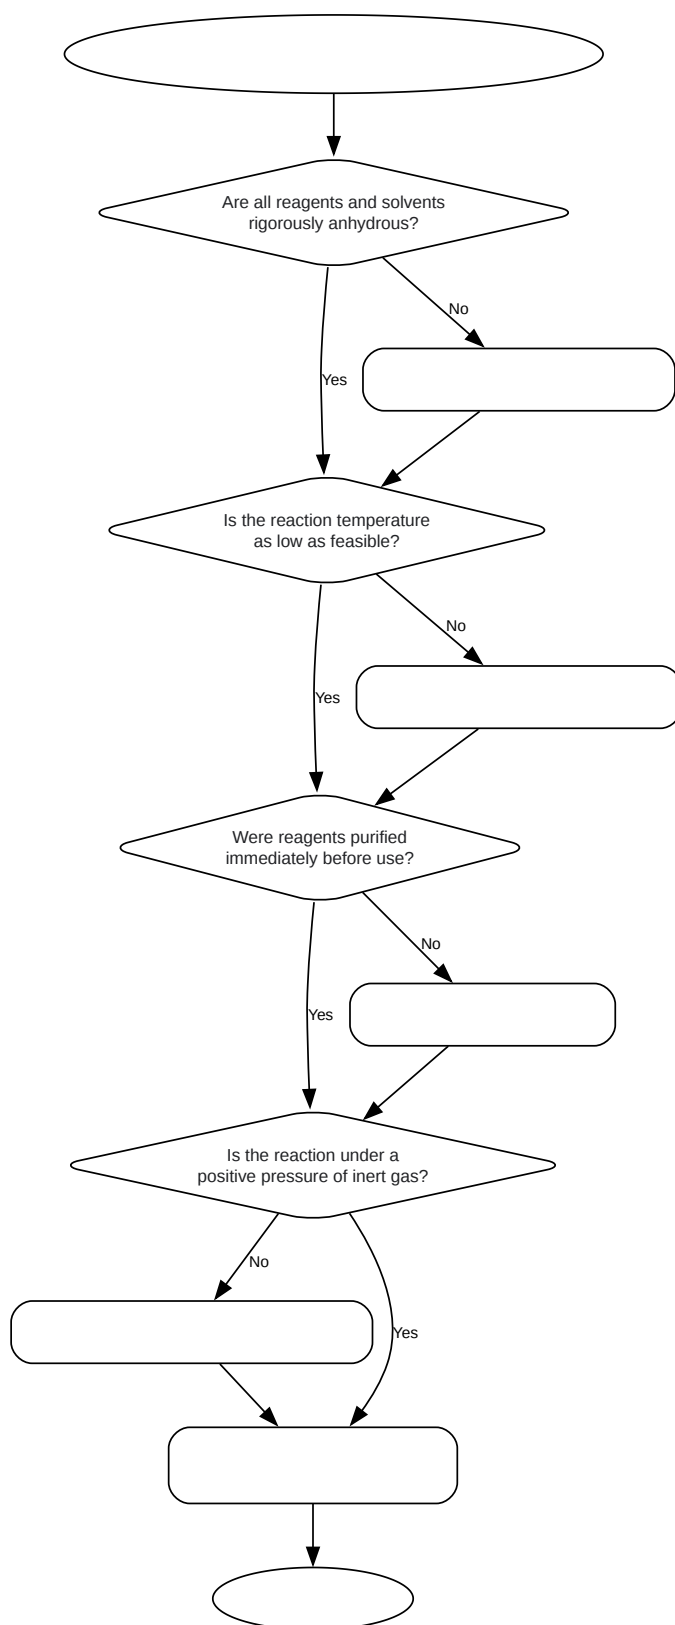 Are all reagents and solvents
rigorously anhydrous?
No
Yes
Is the reaction temperature
as low as feasible?
No
Yes
Were reagents purified
immediately before use?
No
Yes
Is the reaction under a
positive pressure of inert gas?
No
Yes